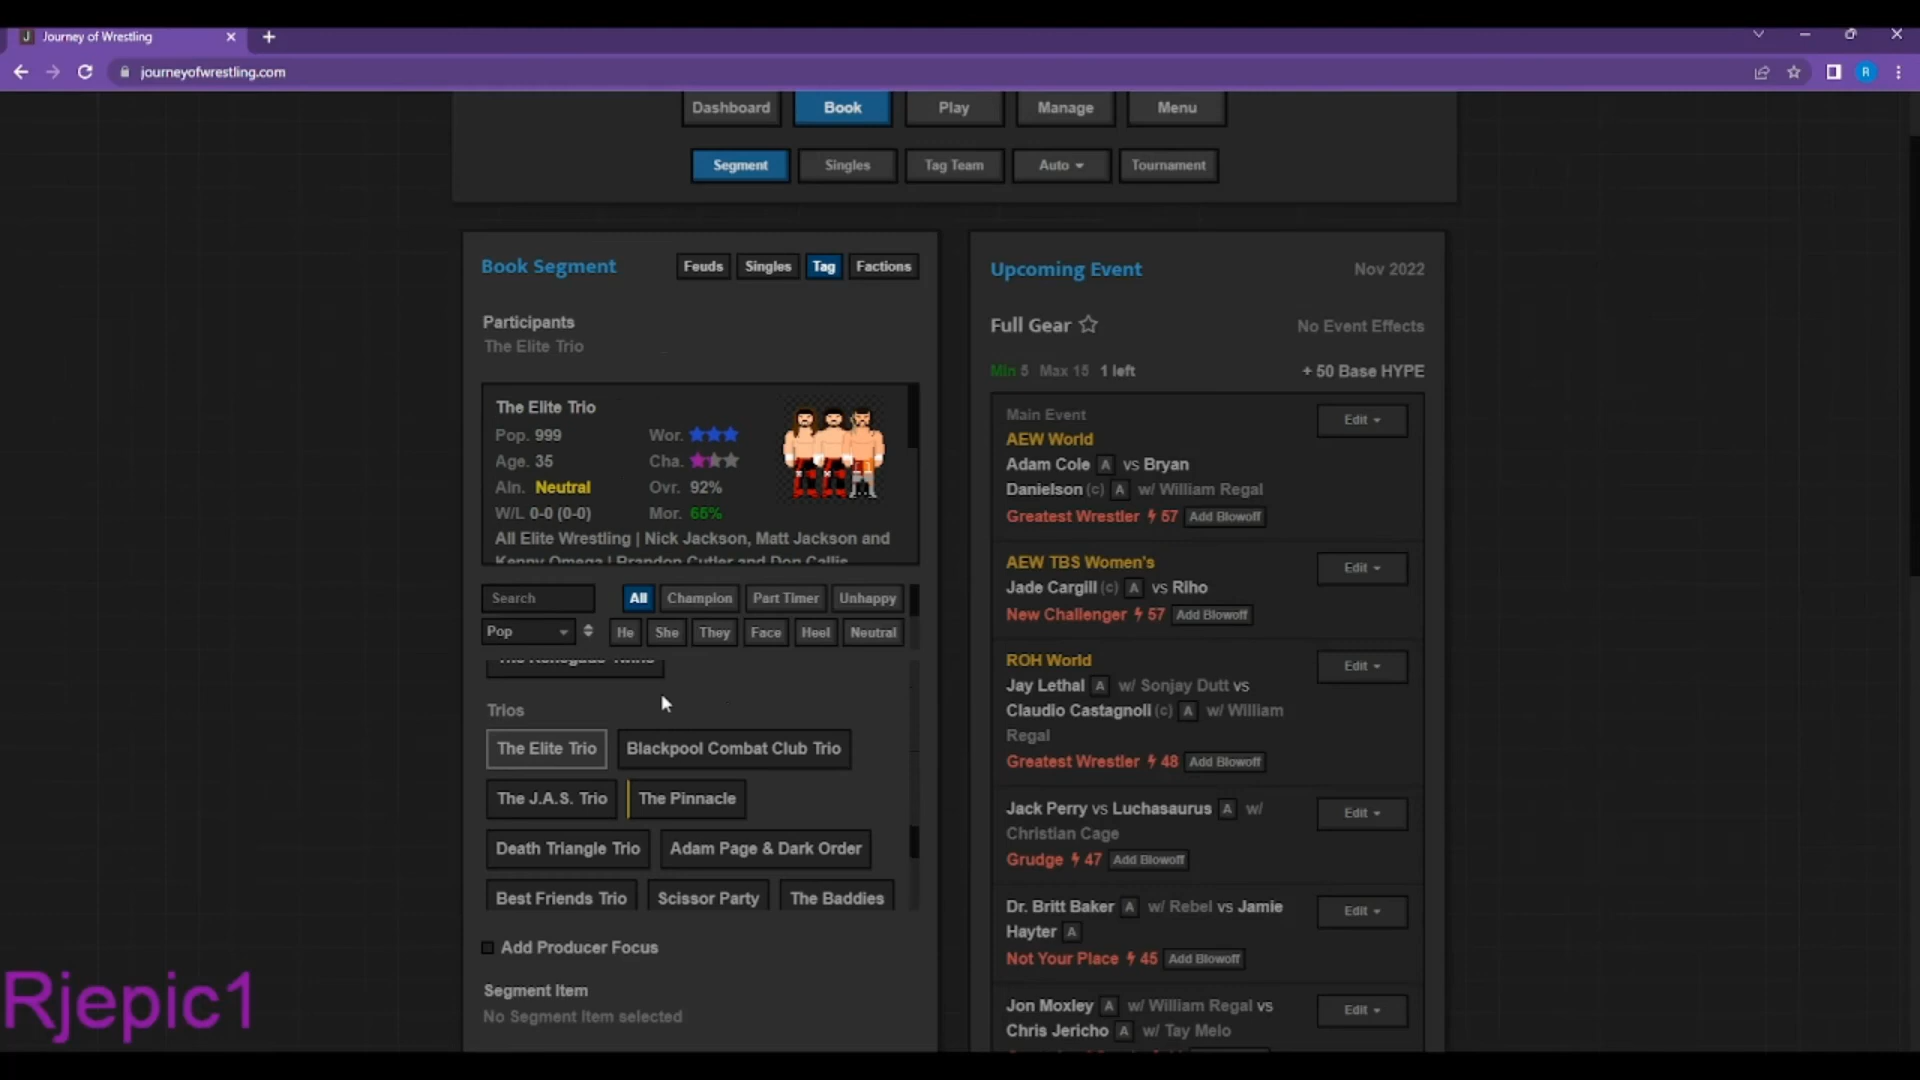 J Journey of Wrestling
journeyofwrestling.com
R
Dashboard Book Play Manage Menu
Segment Singles Tag Team Auto Tournament
Book Segment Feuds Singles Tag Factions
Participants
The Elite Trio
The Elite Trio
Pop. 999 Wor.
Age. 35 Cha.
Aln. Neutral Ovr. 92%
W/L 0-0 (0-0) Mor. 65%
All Elite Wrestling | Nick Jackson, Matt Jackson and
Kenny Omega | Brandon Cutler and Don Callis
Search All Champion Part Timer Unhappy
Pop He She They Face Heel Neutral
The Renegade Twins
Trios
The Elite Trio Blackpool Combat Club Trio
The J.A.S. Trio The Pinnacle
Death Triangle Trio Adam Page & Dark Order
Best Friends Trio Scissor Party The Baddies
Add Producer Focus
Segment Item
No Segment Item selected
Upcoming Event Nov 2022
Full Gear No Event Effects
Min 5 Max 15 1 left + 50 Base HYPE
Main Event Edit
AEW World
Adam Cole A vs Bryan
Danielson (c) A w/ William Regal
Greatest Wrestler 57 Add Blowoff
AEW TBS Women's Edit
Jade Cargill (c) A vs Riho
New Challenger 57 Add Blowoff
ROH World Edit
Jay Lethal A w/ Sonjay Dutt vs
Claudio Castagnoli (c) A w/ William
Regal
Greatest Wrestler 48 Add Blowoff
Jack Perry vs Luchasaurus A w/ Edit
Christian Cage
Grudge 47 Add Blowoff
Dr. Britt Baker A w/ Rebel vs Jamie Edit
Hayter A
Not Your Place 45 Add Blowoff
Jon Moxley A w/ William Regal vs Edit
Chris Jericho A w/ Tay Melo
Rjepic1